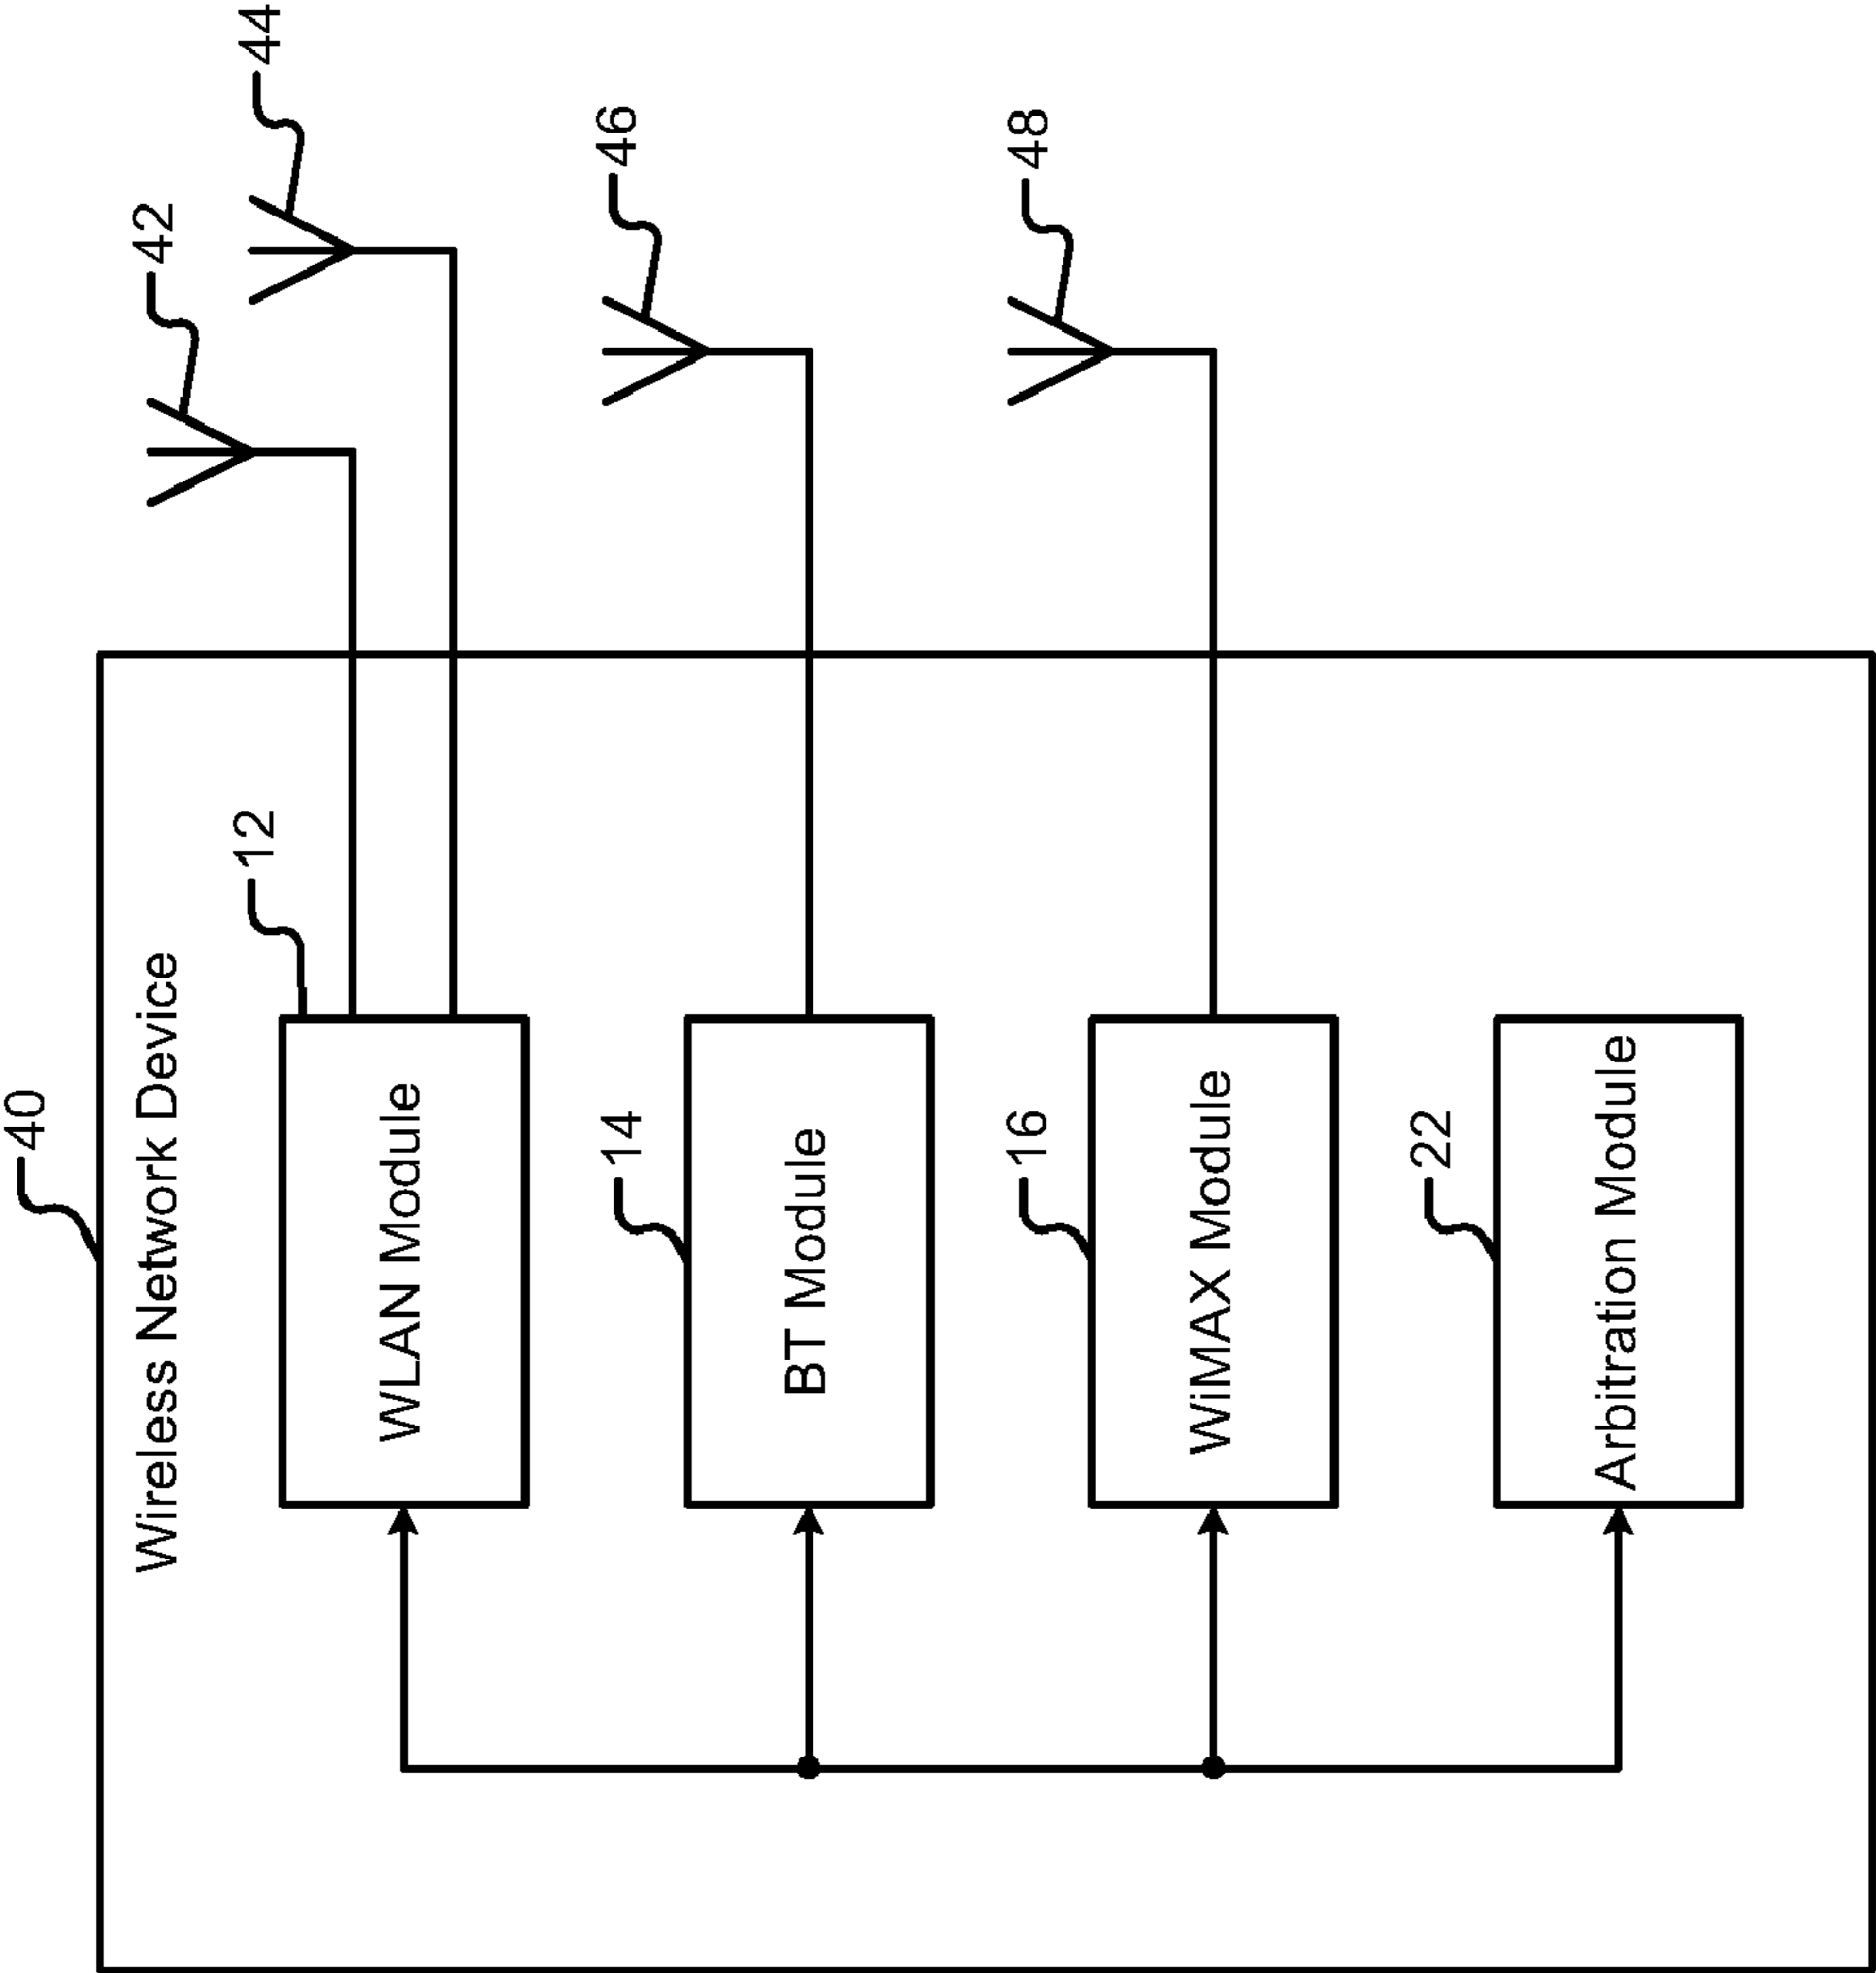 40
Wireless Network Device
42
44
12
WLAN Module
46
14
BT Module
48
16
WiMAX Module
22
Arbitration Module